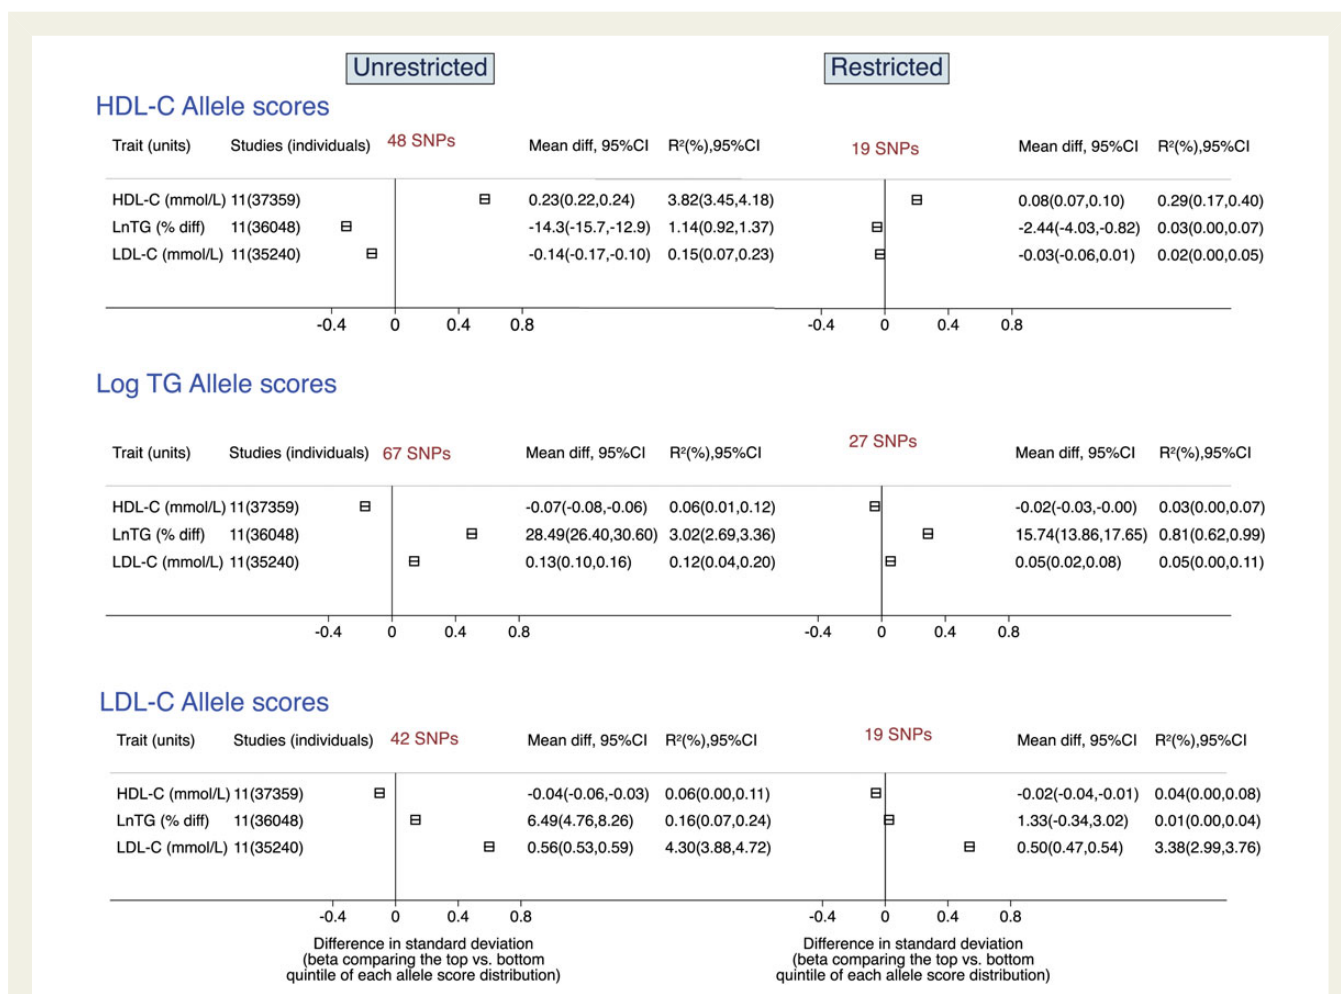 Unrestricted Restricted
HDL-C Allele scores
Trait (units) Studies (individuals) 48 SNPs Mean diff, 95%CI R²(%),95%CI 19 SNPs Mean diff, 95%CI R²(%),95%CI
HDL-C (mmol/L) 11(37359) 0.23(0.22,0.24) 3.82(3.45,4.18) 0.08(0.07,0.10) 0.29(0.17,0.40)
LnTG (% diff) 11(36048) -14.3(-15.7,-12.9) 1.14(0.92,1.37) -2.44(-4.03,-0.82) 0.03(0.00,0.07)
LDL-C (mmol/L) 11(35240) -0.14(-0.17,-0.10) 0.15(0.07,0.23) -0.03(-0.06,0.01) 0.02(0.00,0.05)
-0.4 0 0.4 0.8 -0.4 0 0.4 0.8
Log TG Allele scores
Trait (units) Studies (individuals) 67 SNPs Mean diff, 95%CI R²(%),95%CI 27 SNPs Mean diff, 95%CI R²(%),95%CI
HDL-C (mmol/L) 11(37359) -0.07(-0.08,-0.06) 0.06(0.01,0.12) -0.02(-0.03,-0.00) 0.03(0.00,0.07)
LnTG (% diff) 11(36048) 28.49(26.40,30.60) 3.02(2.69,3.36) 15.74(13.86,17.65) 0.81(0.62,0.99)
LDL-C (mmol/L) 11(35240) 0.13(0.10,0.16) 0.12(0.04,0.20) 0.05(0.02,0.08) 0.05(0.00,0.11)
-0.4 0 0.4 0.8 -0.4 0 0.4 0.8
LDL-C Allele scores
Trait (units) Studies (individuals) 42 SNPs Mean diff, 95%CI R²(%),95%CI 19 SNPs Mean diff, 95%CI R²(%),95%CI
HDL-C (mmol/L) 11(37359) -0.04(-0.06,-0.03) 0.06(0.00,0.11) -0.02(-0.04,-0.01) 0.04(0.00,0.08)
LnTG (% diff) 11(36048) 6.49(4.76,8.26) 0.16(0.07,0.24) 1.33(-0.34,3.02) 0.01(0.00,0.04)
LDL-C (mmol/L) 11(35240) 0.56(0.53,0.59) 4.30(3.88,4.72) 0.50(0.47,0.54) 3.38(2.99,3.76)
-0.4 0 0.4 0.8 -0.4 0 0.4 0.8
Difference in standard deviation
(beta comparing the top vs. bottom
quintile of each allele score distribution)
Difference in standard deviation
(beta comparing the top vs. bottom
quintile of each allele score distribution)